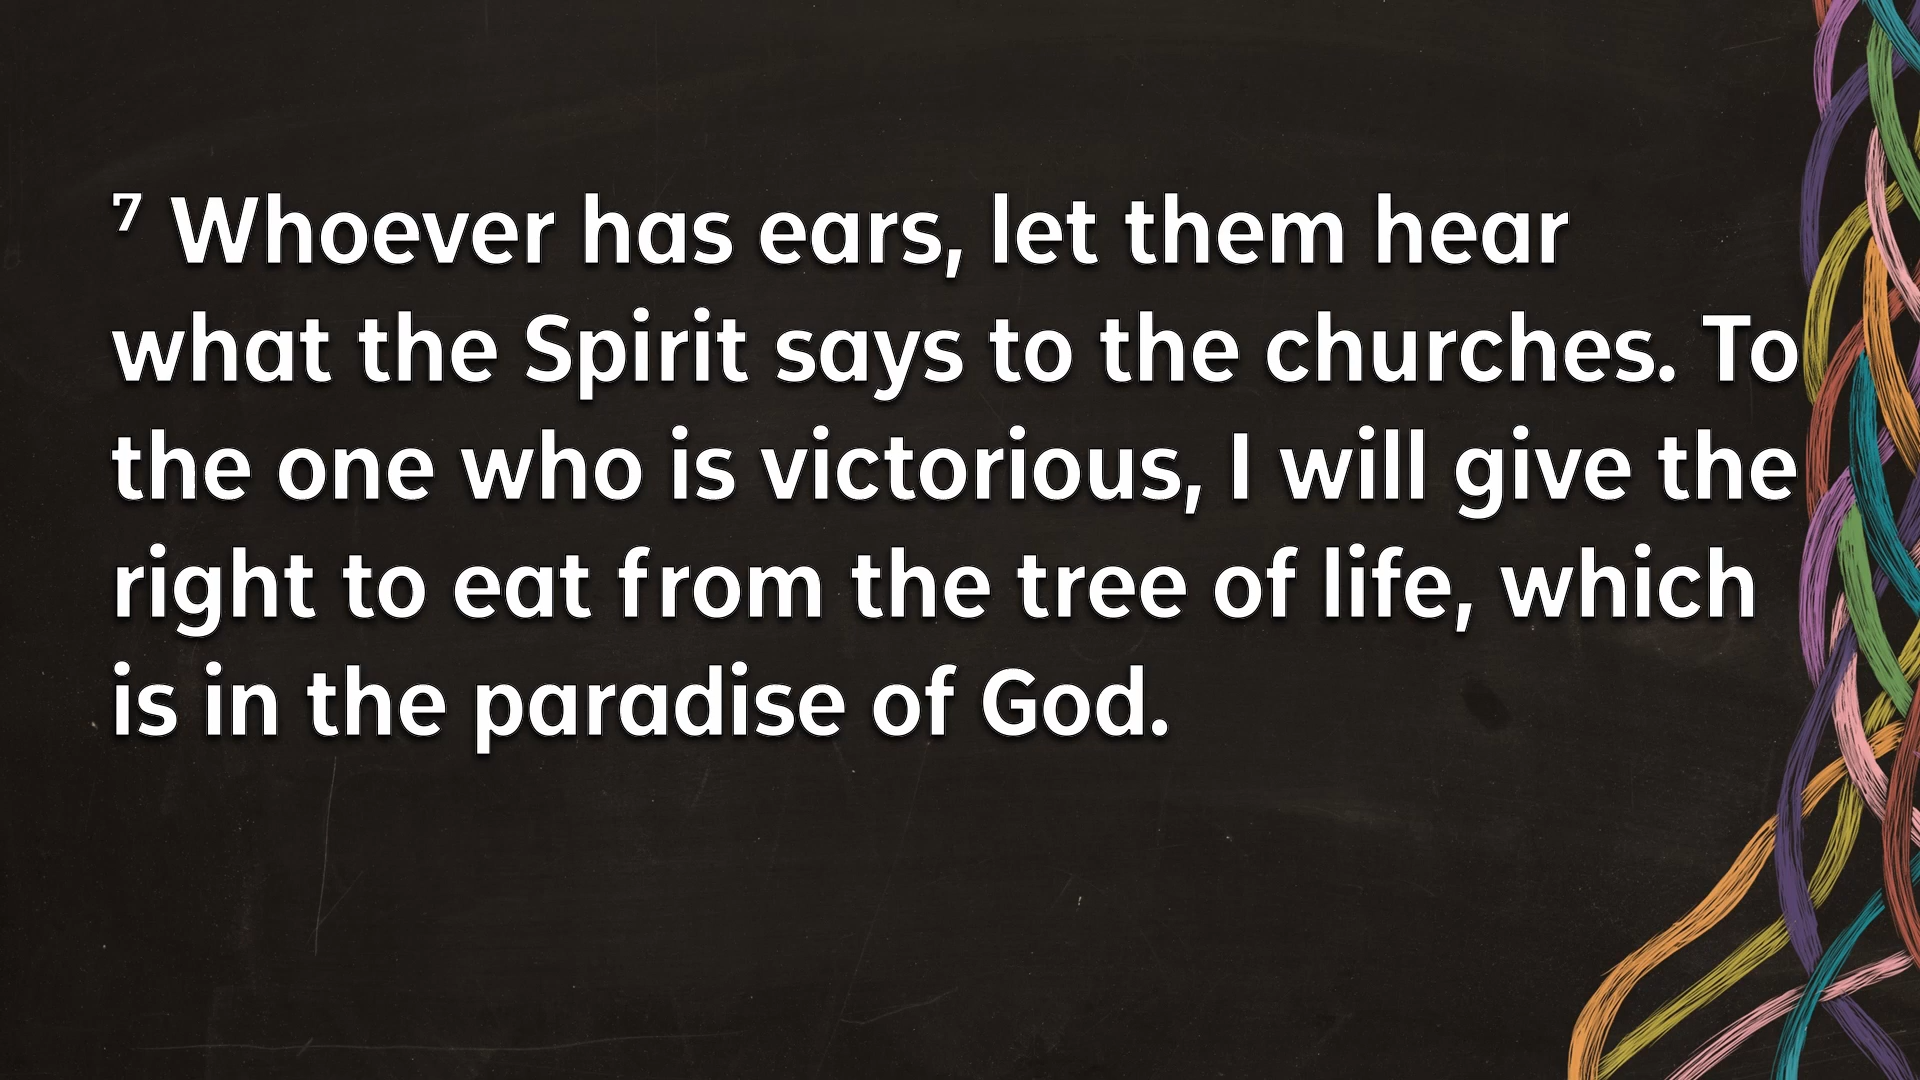 ⁷ Whoever has ears, let them hear
what the Spirit says to the churches. To
the one who is victorious, I will give the
right to eat from the tree of life, which
is in the paradise of God.